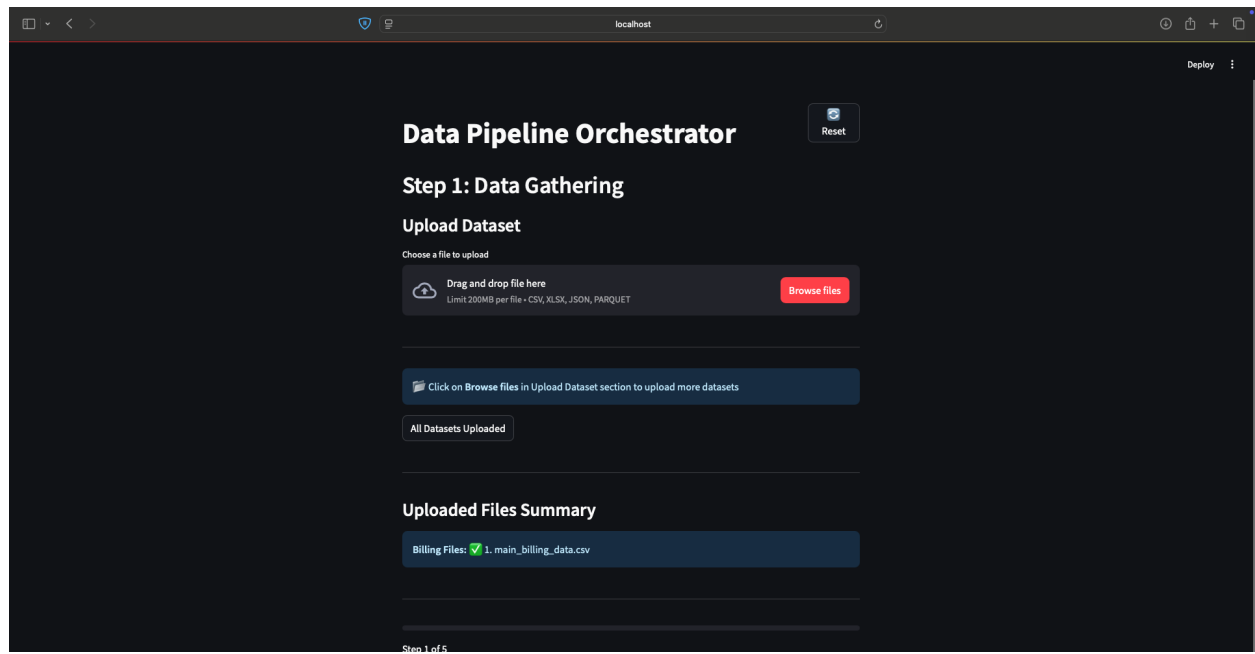 localhost
Deploy
Reset
Data Pipeline Orchestrator
Step 1: Data Gathering
Upload Dataset
Choose a file to upload
Drag and drop file here
Limit 200MB per file • CSV, XLSX, JSON, PARQUET
Browse files
📂 Click on Browse files in Upload Dataset section to upload more datasets
All Datasets Uploaded
Uploaded Files Summary
Billing Files: ✅ 1. main_billing_data.csv
Step 1 of 5